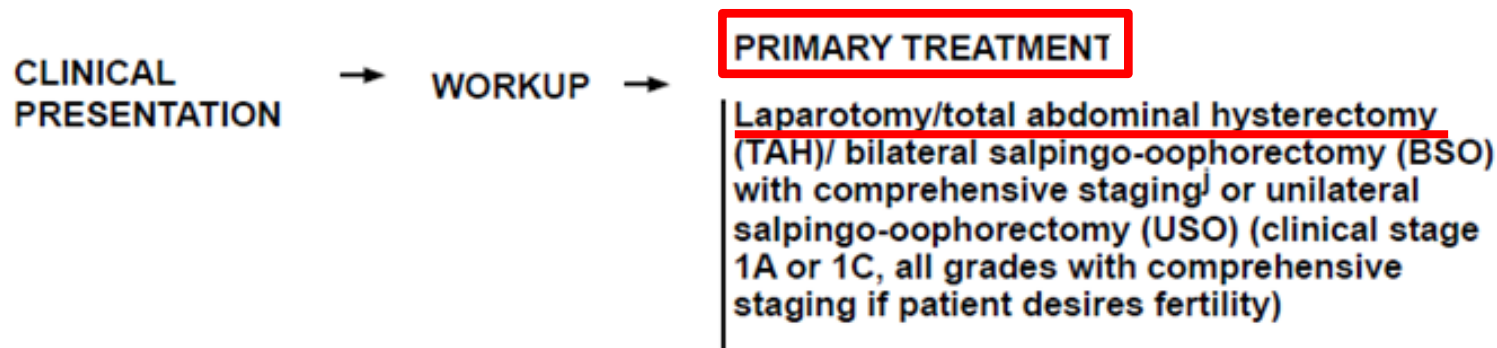 CLINICAL
PRESENTATION
→ WORKUP →
PRIMARY TREATMENT
Laparotomy/total abdominal hysterectomy
(TAH)/ bilateral salpingo-oophorectomy (BSO)
with comprehensive stagingʲ or unilateral
salpingo-oophorectomy (USO) (clinical stage
1A or 1C, all grades with comprehensive
staging if patient desires fertility)